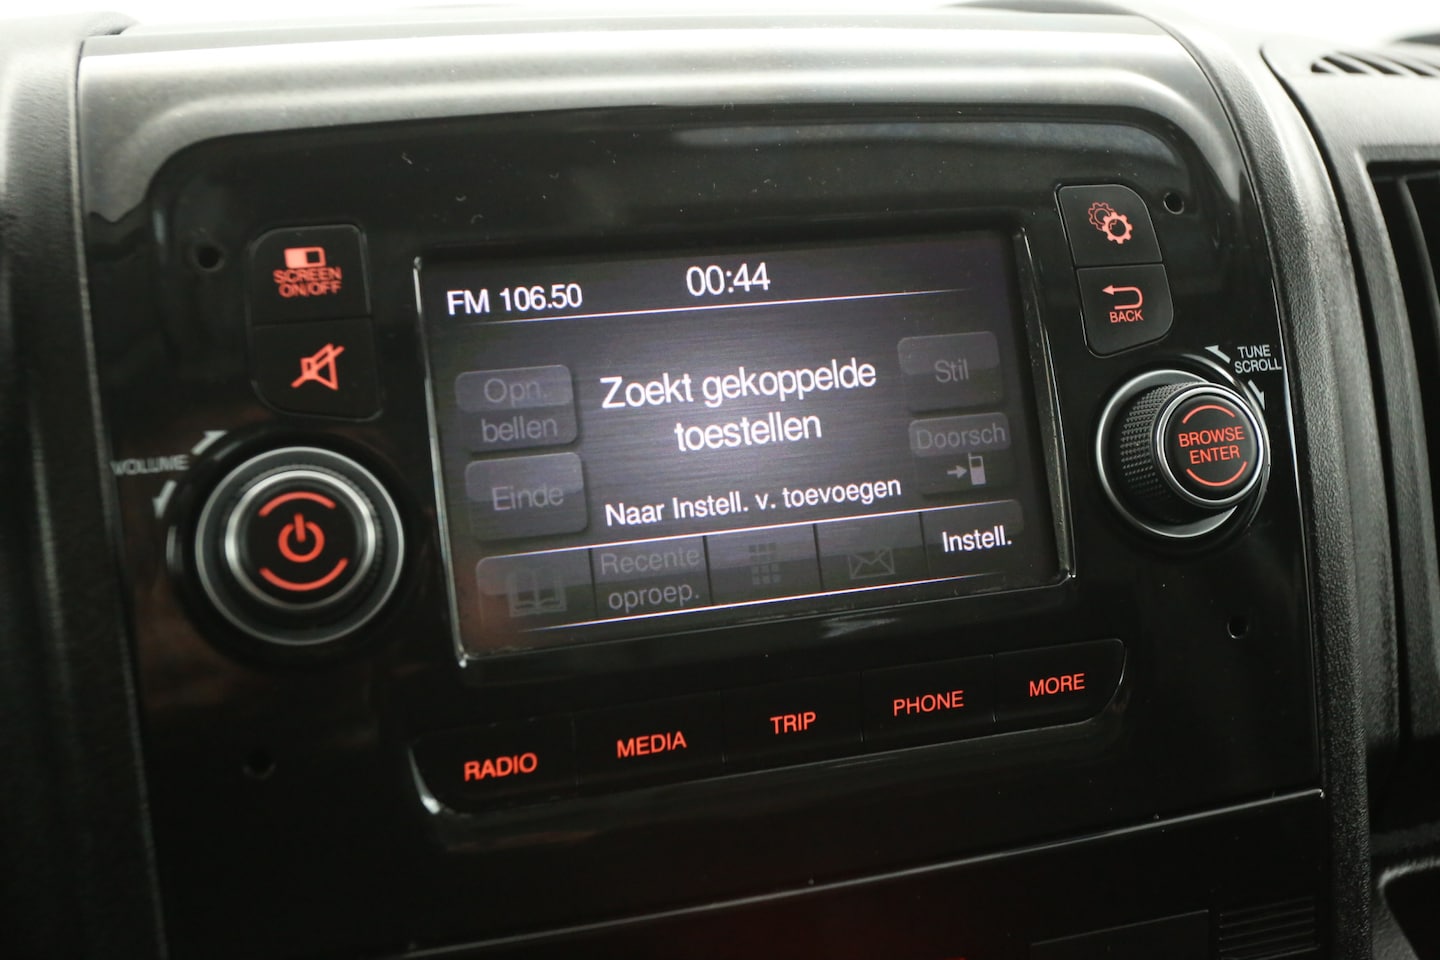 SCREEN
ON/OFF
VOLUME
FM 106.50
00:44
Opn.
bellen
Zoekt gekoppelde
toestellen
Stil
Doorsch
Einde
Naar Instell. v. toevoegen
Recente
oproep.
Instell.
BACK
TUNE
SCROLL
BROWSE
ENTER
RADIO
MEDIA
TRIP
PHONE
MORE